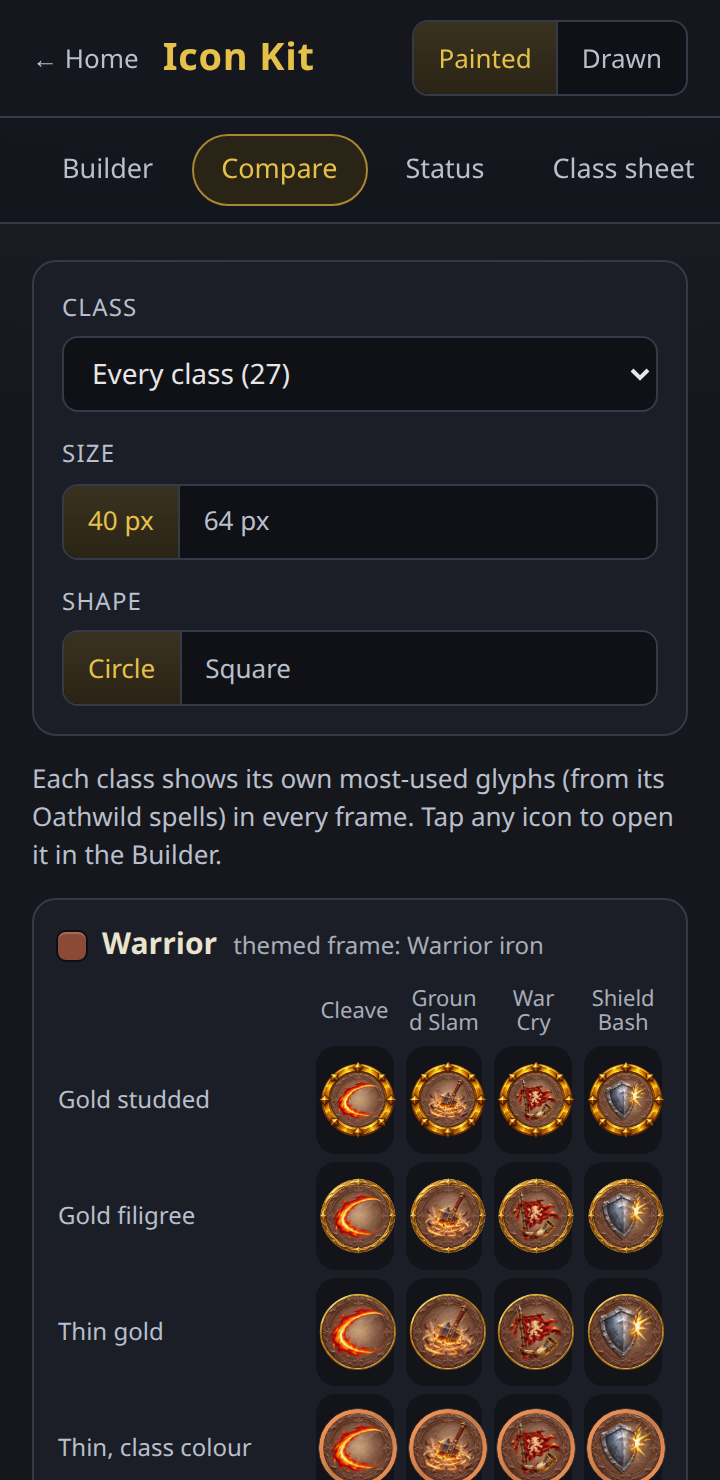 ← Home Icon Kit Painted Drawn
Builder Compare Status Class sheet
CLASS
Every class (27)
SIZE
40 px 64 px
SHAPE
Circle Square
Each class shows its own most-used glyphs (from its
Oathwild spells) in every frame. Tap any icon to open
it in the Builder.
Warrior themed frame: Warrior iron
Cleave Groun War Shield
d Slam Cry Bash
Gold studded
Gold filigree
Thin gold
Thin, class colour